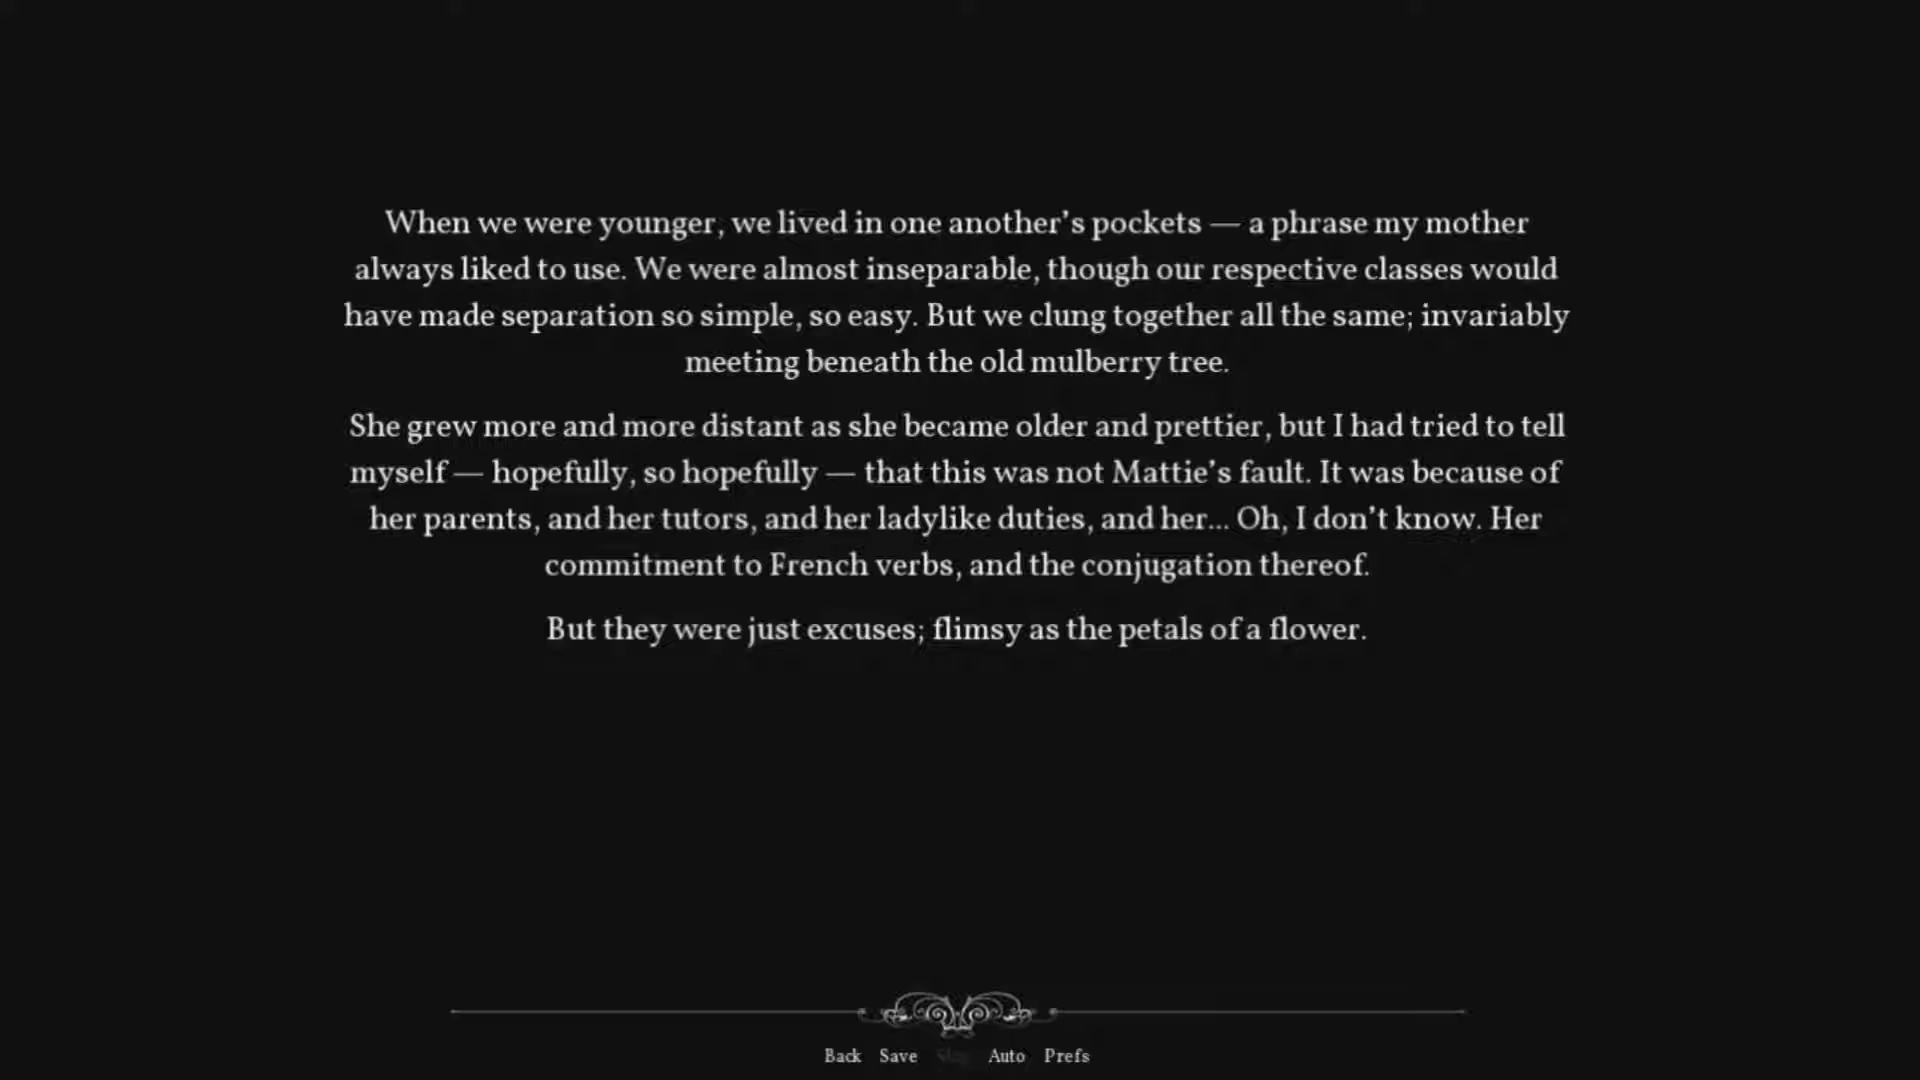 When we were younger, we lived in one another’s pockets — a phrase my mother
always liked to use. We were almost inseparable, though our respective classes would
have made separation so simple, so easy. But we clung together all the same; invariably
meeting beneath the old mulberry tree.
She grew more and more distant as she became older and prettier, but I had tried to tell
myself — hopefully, so hopefully — that this was not Mattie’s fault. It was because of
her parents, and her tutors, and her ladylike duties, and her... Oh, I don’t know. Her
commitment to French verbs, and the conjugation thereof.
But they were just excuses; flimsy as the petals of a flower.
Back Save Auto Prefs